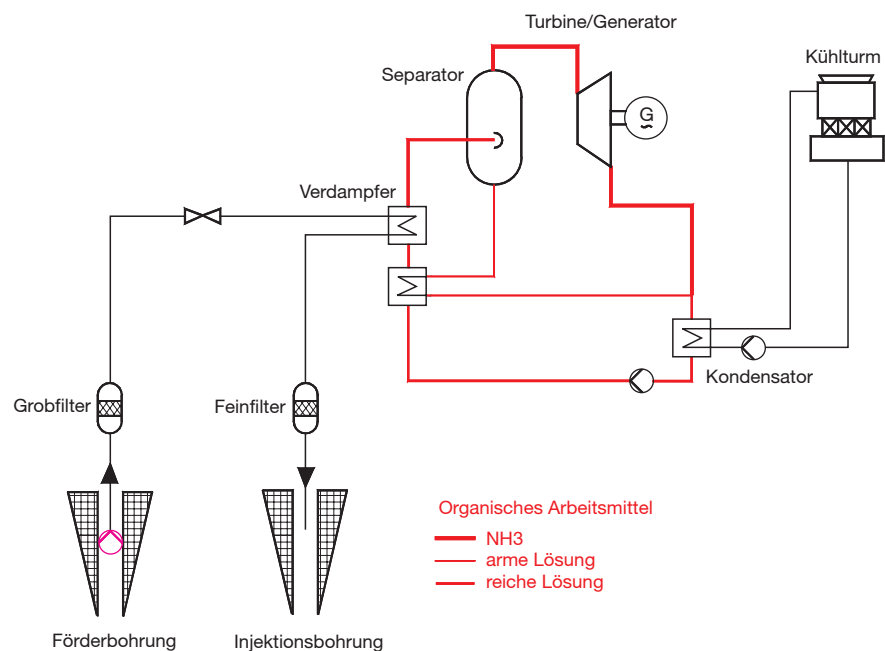 Turbine/Generator
Kühlturm
Separator
G
Verdampfer
Kondensator
Grobfilter
Feinfilter
Organisches Arbeitsmittel
NH3
arme Lösung
reiche Lösung
Förderbohrung
Injektionsbohrung